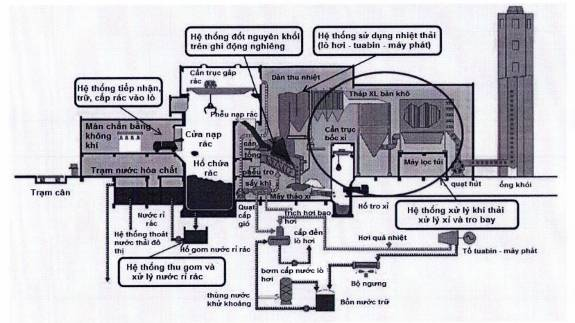 Hệ thống đốt nguyên khối
trên ghi động nghiêng
Hệ thống sử dụng nhiệt thải
(lò hơi - tuabin - máy phát)
Cẩn trục gắp
rác
Dàn thu nhiệt
Tháp XL bán khô
Hệ thống tiếp nhận,
trữ, cấp rác vào lò
Phễu nạp rác
Màn chắn bằng
không khí
Cửa nạp
rác
Cẩn trục
bốc xỉ
Hố chứa
rác
Máy lọc túi
Trạm cân
Trạm nước hóa chất
phễu tro
sấy khí
Máy tháo xỉ
quạt hút
ống khói
Nước rỉ
rác
Quạt
cấp
gió
Trích hơi bao
hơi
Hố tro xỉ
Hệ thống xử lý khí thải
xử lý xỉ và tro bay
Hệ thống thoát
nước thải đô
thị
Hố gom nước rỉ rác
cấp đến
lò hơi
Hơi quá nhiệt
Tổ tuabin - máy phát
Hệ thống thu gom và
xử lý nước rỉ rác
bơm cấp nước lò
hơi
Bộ ngưng
thùng nước
khử khoáng
Bồn nước trữ